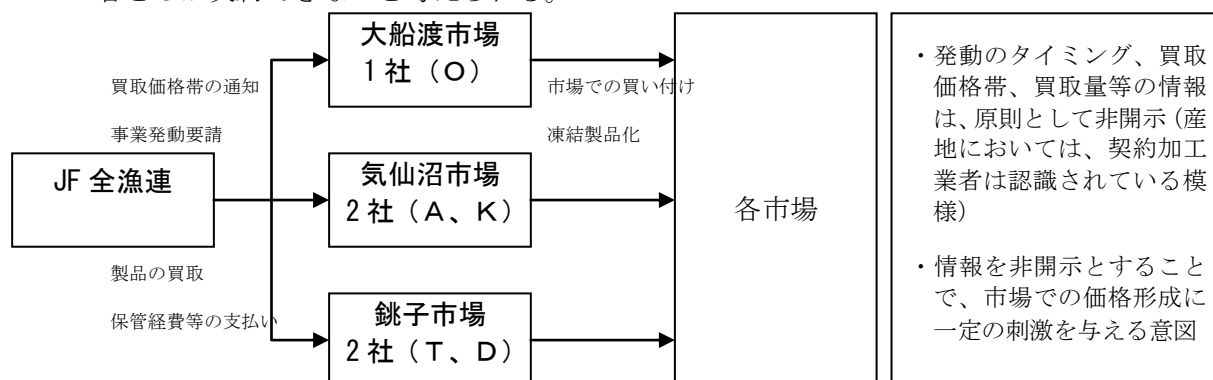 大船渡市場
1社（O）
買取価格帯の通知
事業発動要請
市場での買い付け
凍結製品化
JF全漁連
気仙沼市場
2社（A、K）
各市場
製品の買取
保管経費等の支払い
銚子市場
2社（T、D）
・発動のタイミング、買取
価格帯、買取量等の情報
は、原則として非開示（産
地においては、契約加工
業者は認識されている模
様）
・情報を非開示とすること
で、市場での価格形成に
一定の刺激を与える意図